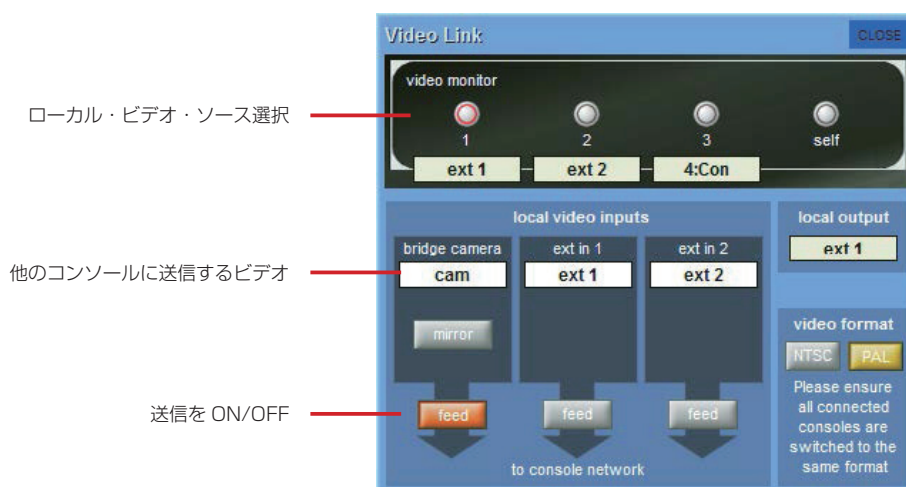 Video Link
CLOSE
video monitor
ローカル・ビデオ・ソース選択
1
2
3
self
ext 1
ext 2
4:Con
local video inputs
local output
bridge camera
ext in 1
ext in 2
ext 1
他のコンソールに送信するビデオ
cam
ext 1
ext 2
mirror
video format
NTSC
PAL
Please ensure
all connected
consoles are
switched to the
same format
送信を ON/OFF
feed
feed
feed
to console network